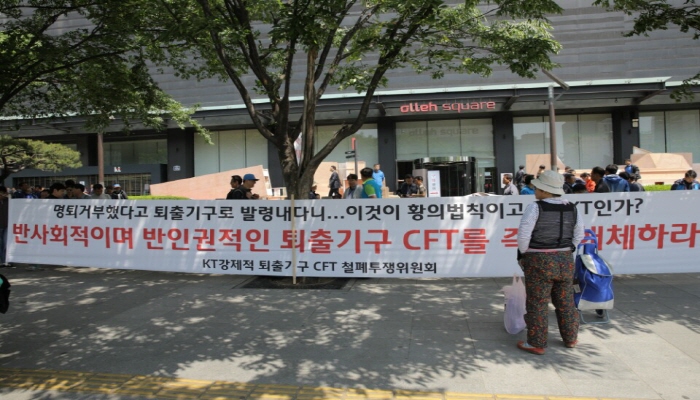 olleh square
명퇴거부했다고 퇴출기구로 발령내다니...이것이 황의법칙이고 KT인가?
반사회적이며 반인권적인 퇴출기구 CFT를 즉 해체하라
KT강제적 퇴출기구 CFT 철폐투쟁위원회